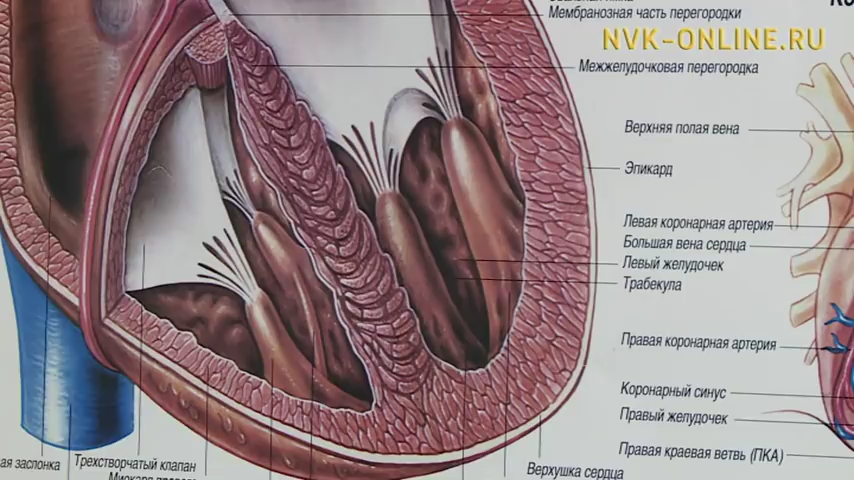 Мембранозная часть перегородки
NVK-ONLINE.RU
Межжелудочковая перегородка
Верхняя полая вена
Эпикард
Левая коронарная артерия
Большая вена сердца
Левый желудочек
Трабекула
Правая коронарная артерия
Коронарный синус
Правый желудочек
Правая краевая ветвь (ПКА)
заслонка
Трехстворчатый клапан
Верхушка сердца